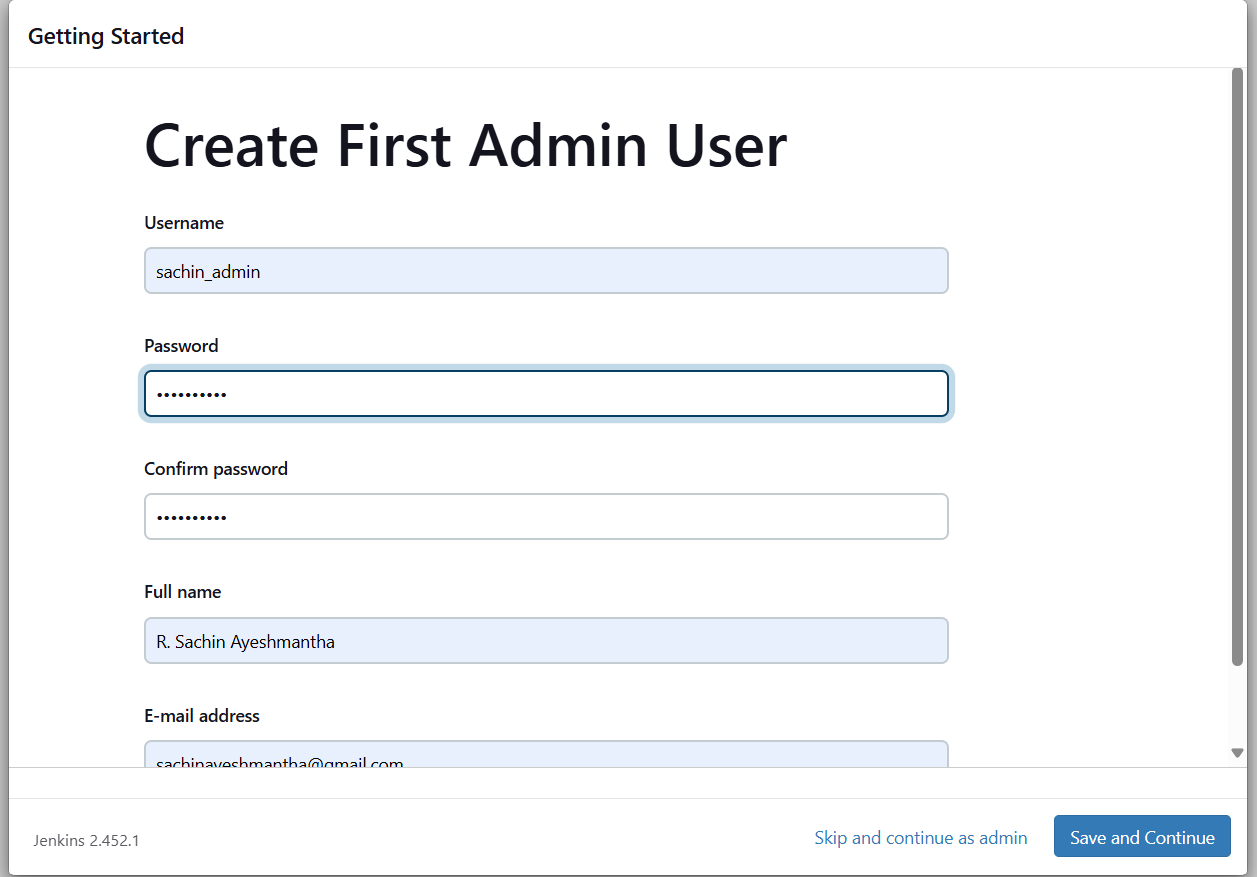 Getting Started
Create First Admin User
Username
sachin_admin
Password
••••••••••
Confirm password
••••••••••
Full name
R. Sachin Ayeshmantha
E-mail address
sachinayeshmantha@gmail.com
Jenkins 2.452.1
Skip and continue as admin
Save and Continue